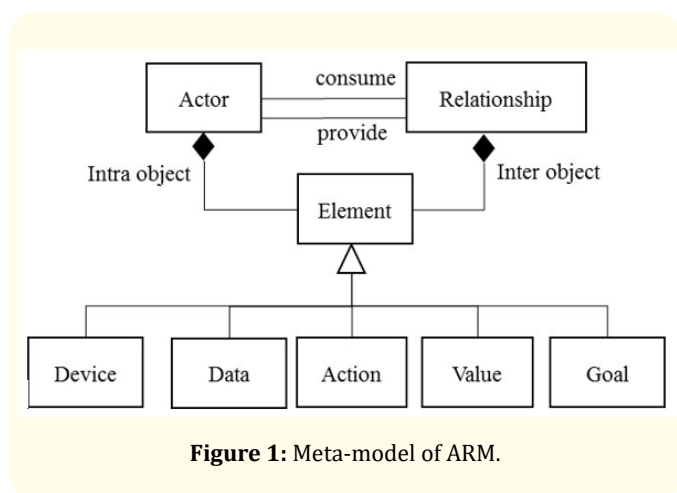 consume
Actor
Relationship
provide
Intra object
Inter object
Element
Device
Data
Action
Value
Goal
Figure 1: Meta-model of ARM.